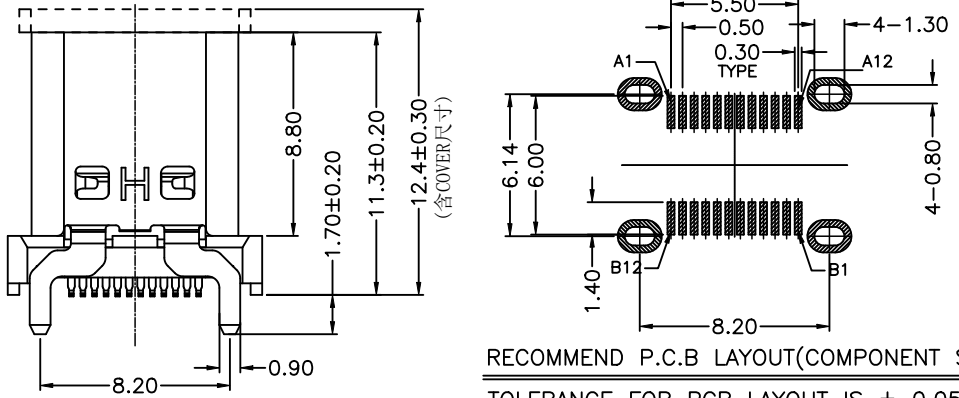 8.80
1.70±0.20
11.3±0.20
12.4±0.30
(含COVER尺寸)
0.90
8.20
5.50
0.50
4-1.30
0.30
TYPE
A1
A12
6.14
6.00
4-0.80
B12
B1
1.40
8.20
RECOMMEND P.C.B LAYOUT(COMPONENT
TOLERANCE FOR PCB LAYOUT IS ± 0.05